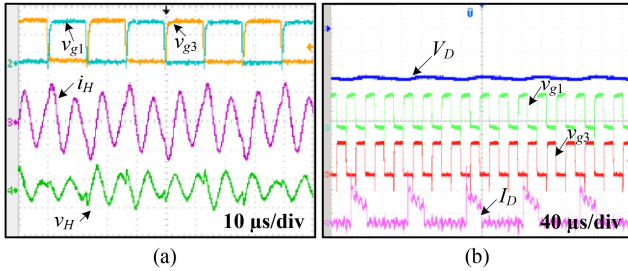 v_g1
v_g3
i_H
v_H
10 μs/div
2
3
4
(a)
T
V_D
v_g1
v_g3
I_D
40 μs/div
(b)